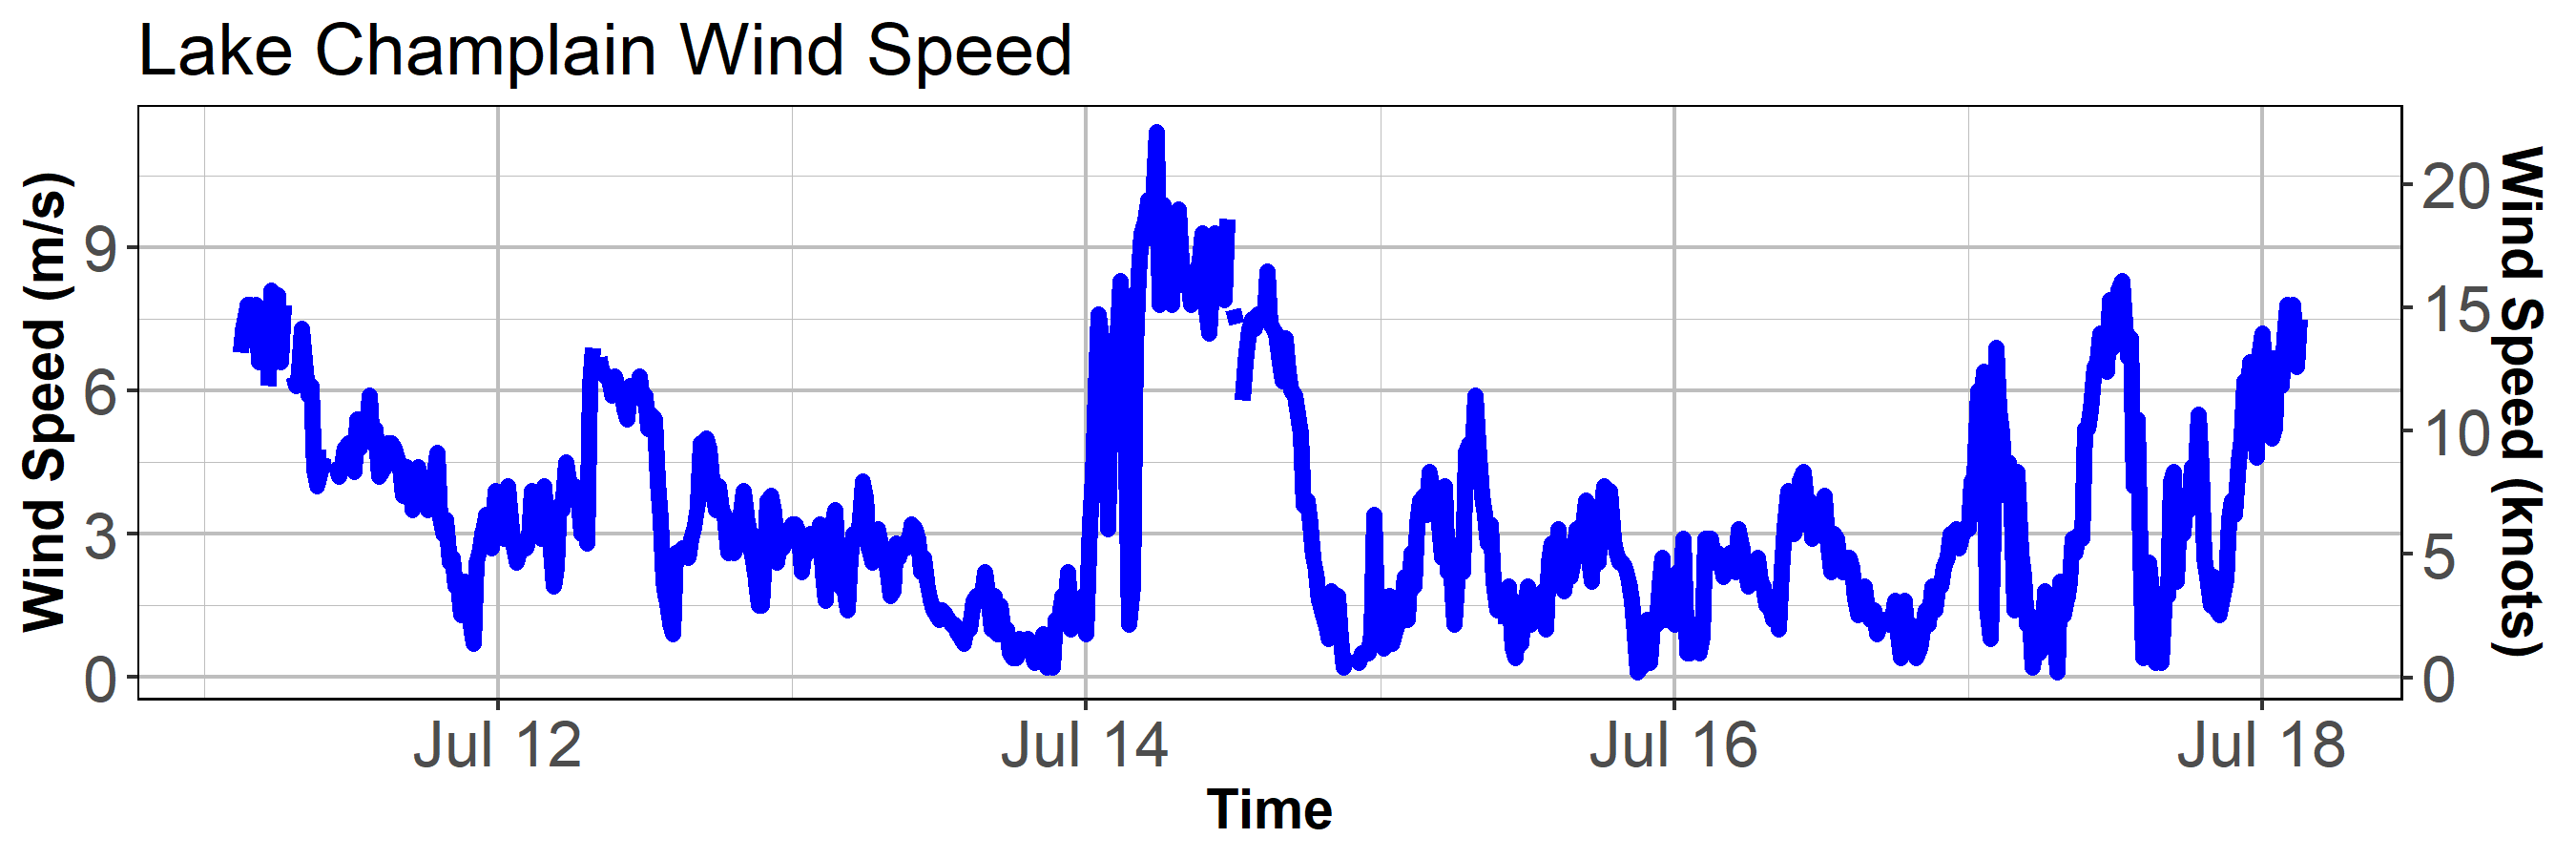 Lake Champlain Wind Speed
Wind Speed (m/s)
9
6
3
0
20
15
10
5
0
Wind Speed (knots)
Jul 12 Jul 14 Jul 16 Jul 18
Time